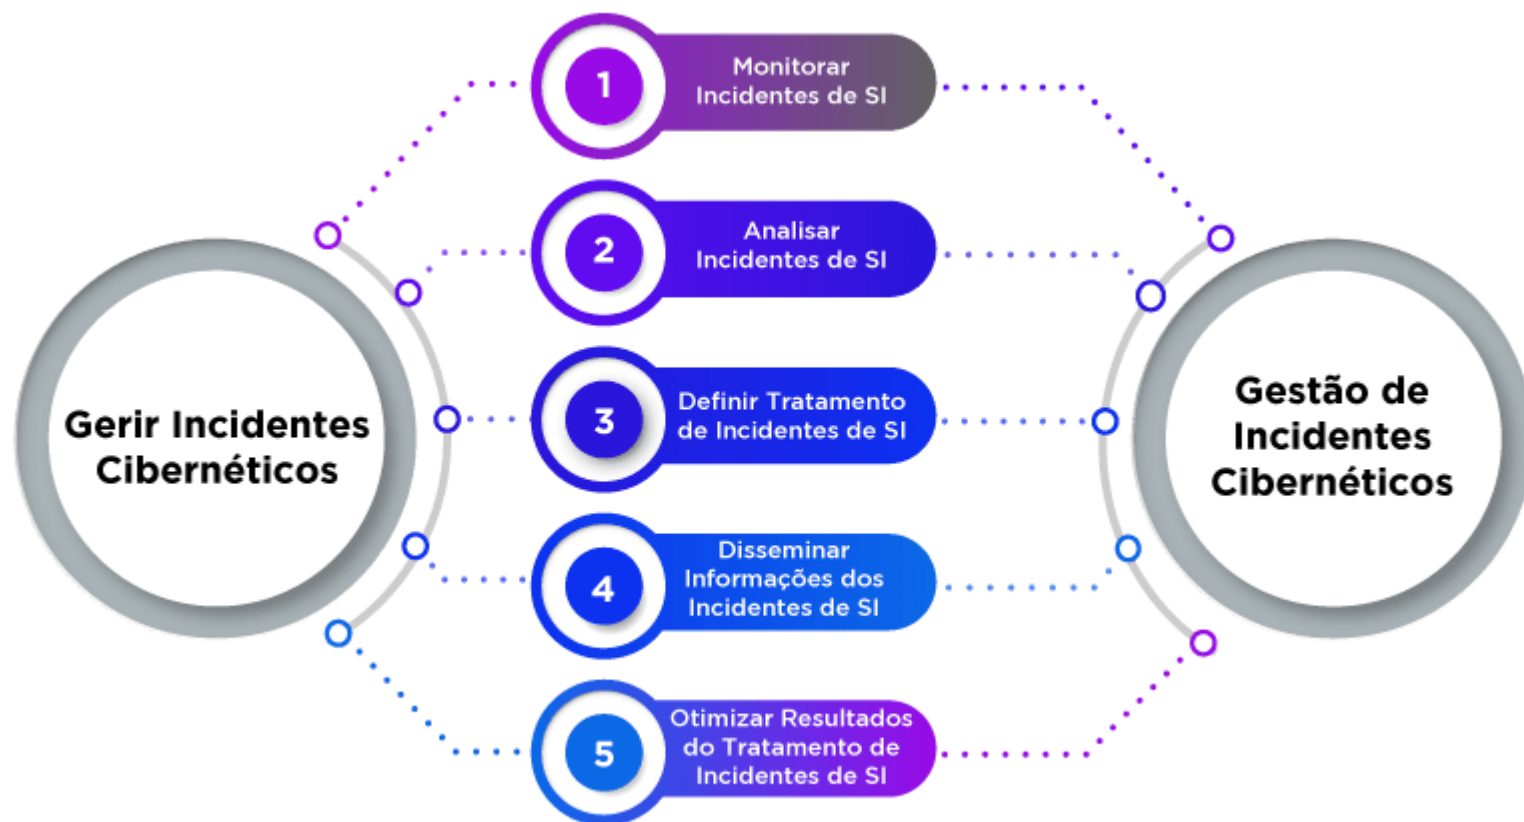 Gerir Incidentes
Cibernéticos
1
Monitorar
Incidentes de SI
2
Analisar
Incidentes de SI
3
Definir Tratamento
de Incidentes de SI
4
Disseminar
Informações dos
Incidentes de SI
5
Otimizar Resultados
do Tratamento de
Incidentes de SI
Gestão de
Incidentes
Cibernéticos